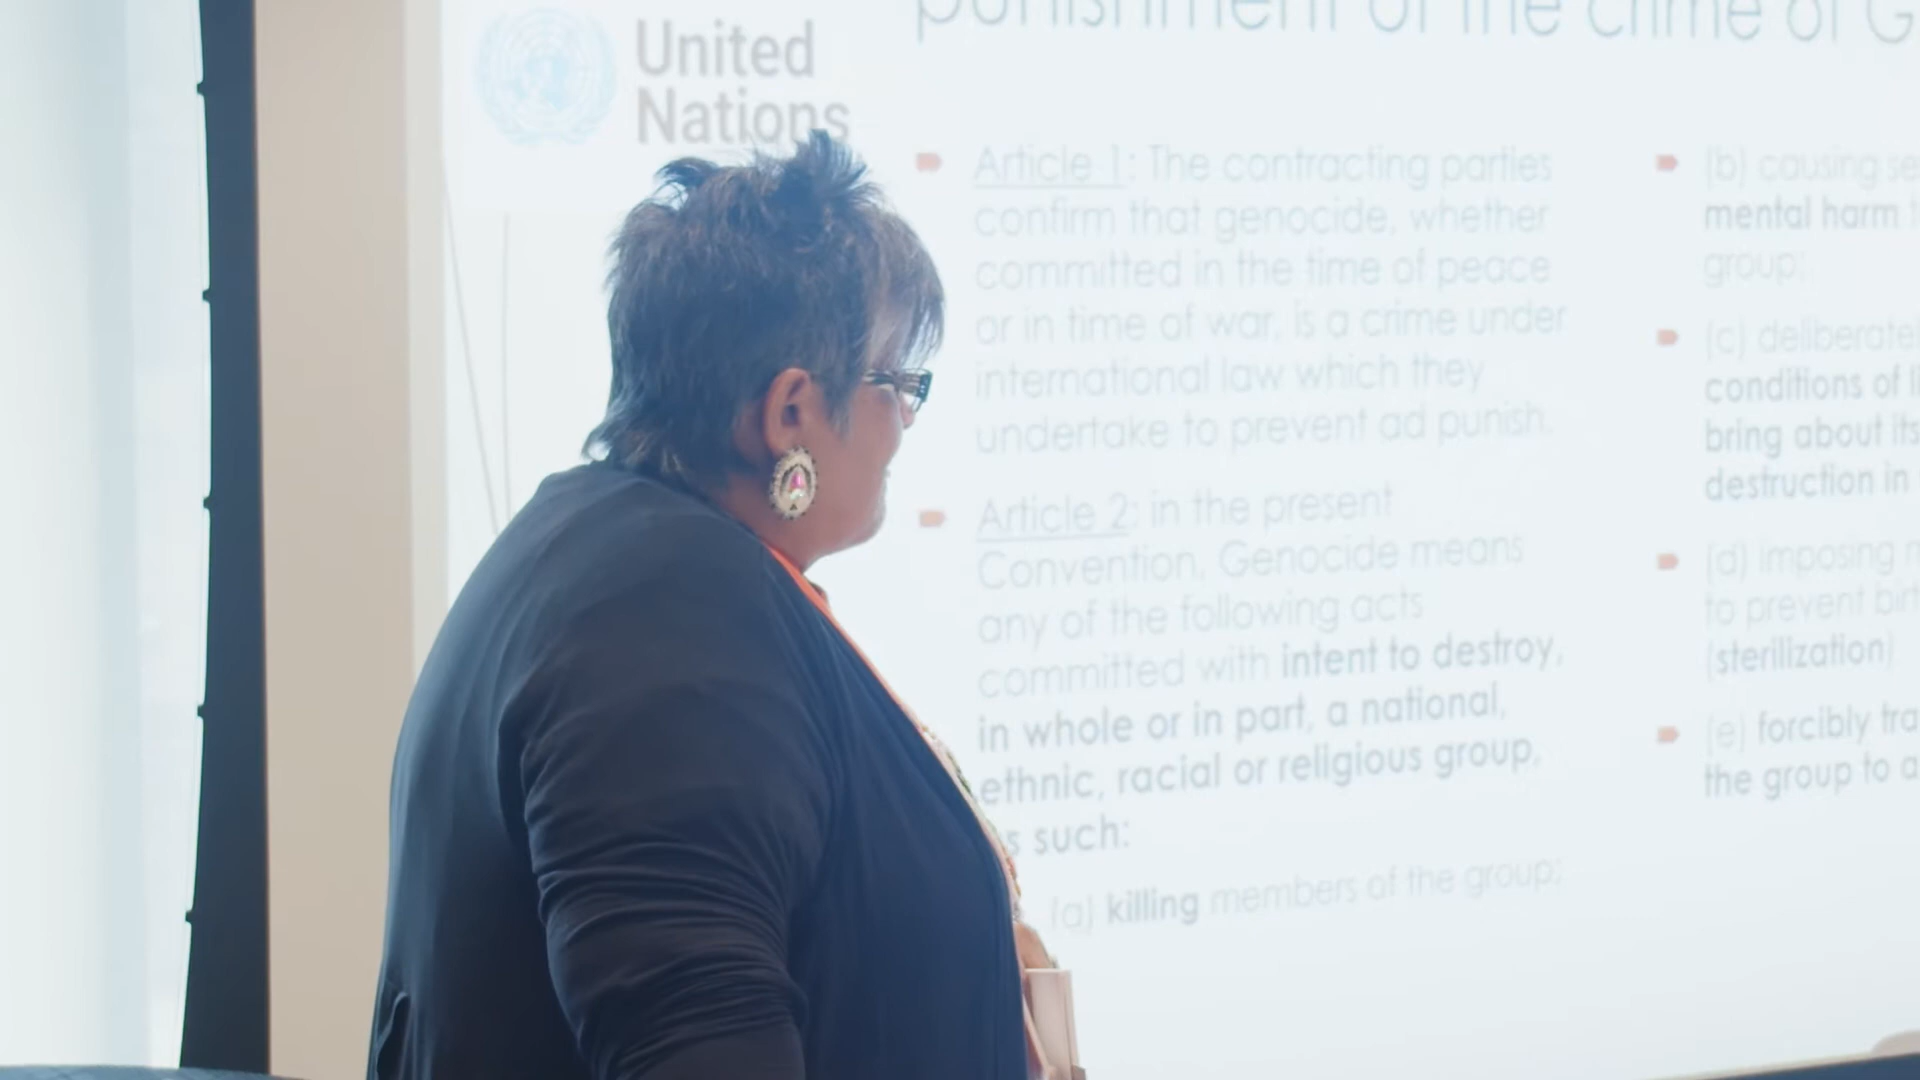 punishment of the crime of G
United
Nations
Article 1: The contracting parties
confirm that genocide, whether
committed in the time of peace
or in time of war, is a crime under
international law which they
undertake to prevent ad punish.
Article 2: in the present
Convention, Genocide means
any of the following acts
committed with intent to destroy,
in whole or in part, a national,
ethnic, racial or religious group,
s such:
(a) killing members of the group;
(b) causing se
mental harm
group;
(c) deliberatel
conditions of li
bring about its
destruction in
(d) imposing
to prevent birt
(sterilization)
(e) forcibly tra
the group to a